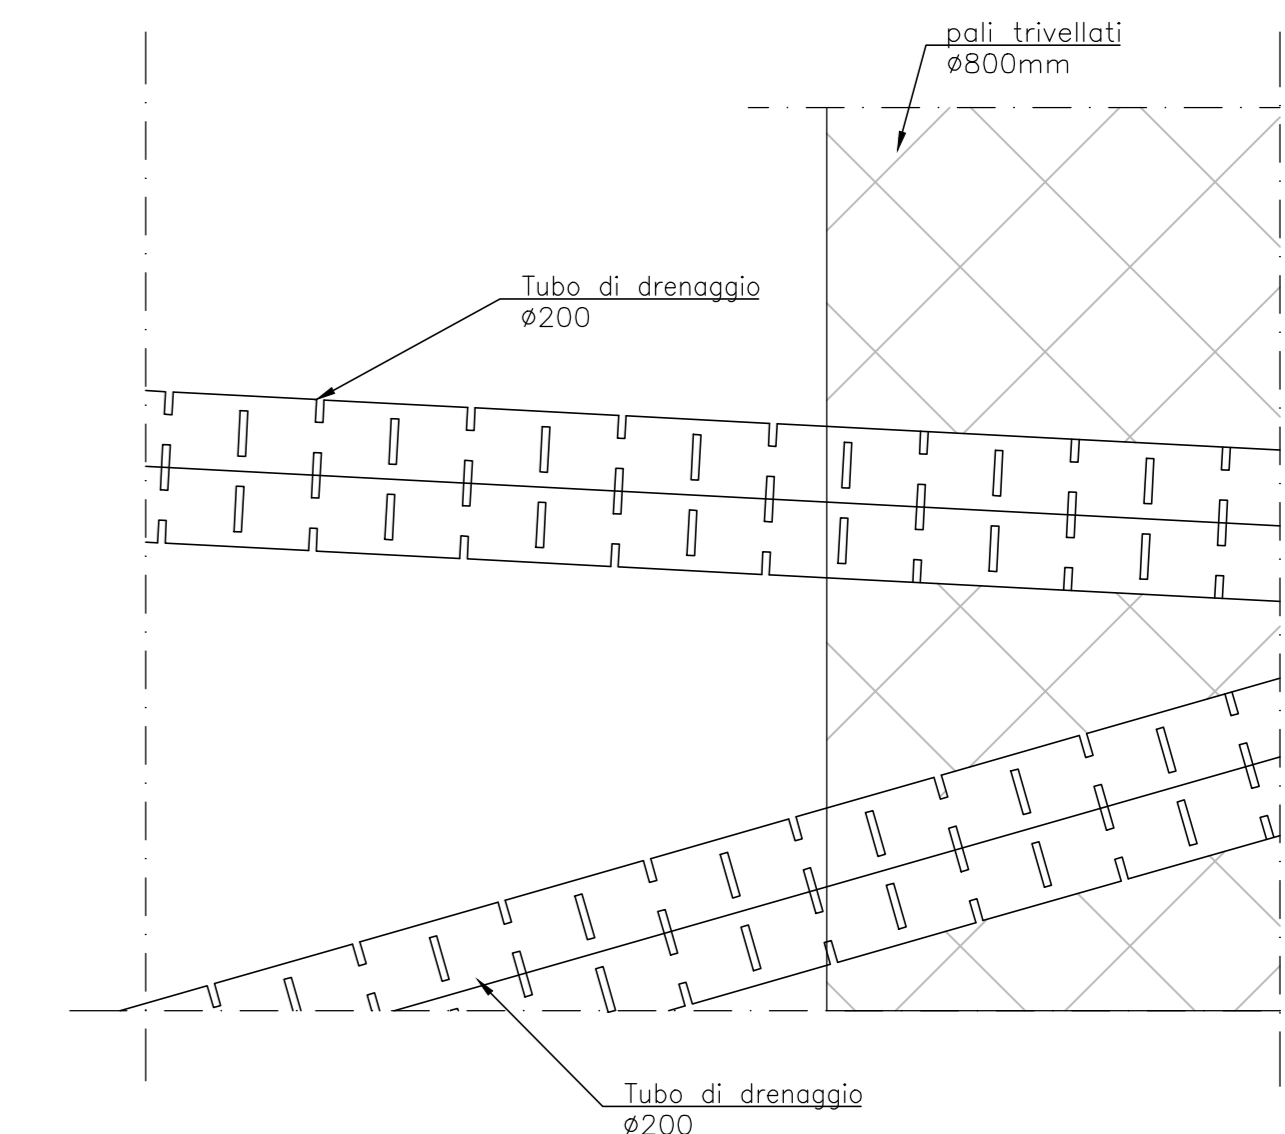 pali trivellati
Ø800mm
Tubo di drenaggio
Ø200
Tubo di drenaggio
Ø200